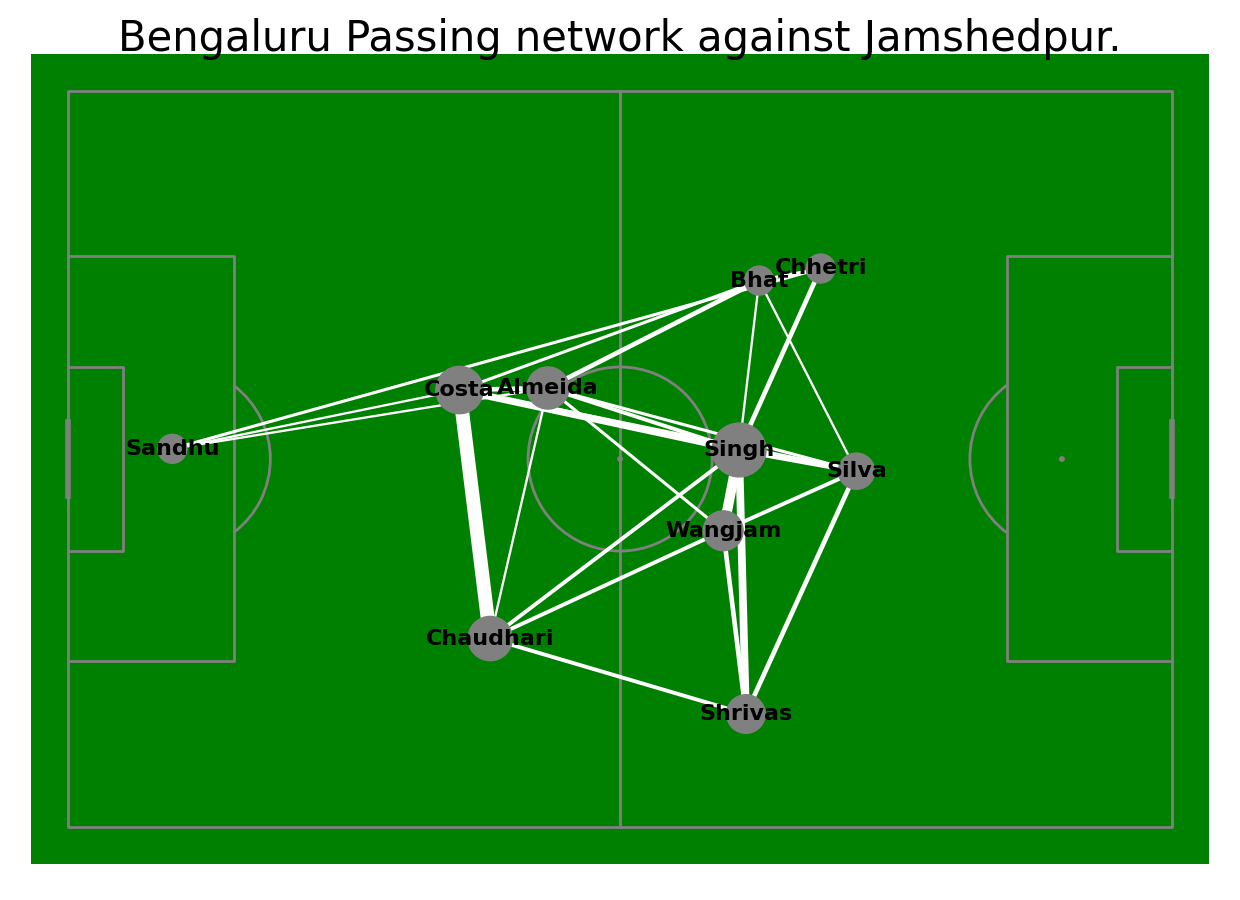 Bengaluru Passing network against Jamshedpur.
Chhetri
Bhat
Costa
Almeida
Sandhu
Singh
Silva
Wangjam
Chaudhari
Shrivas